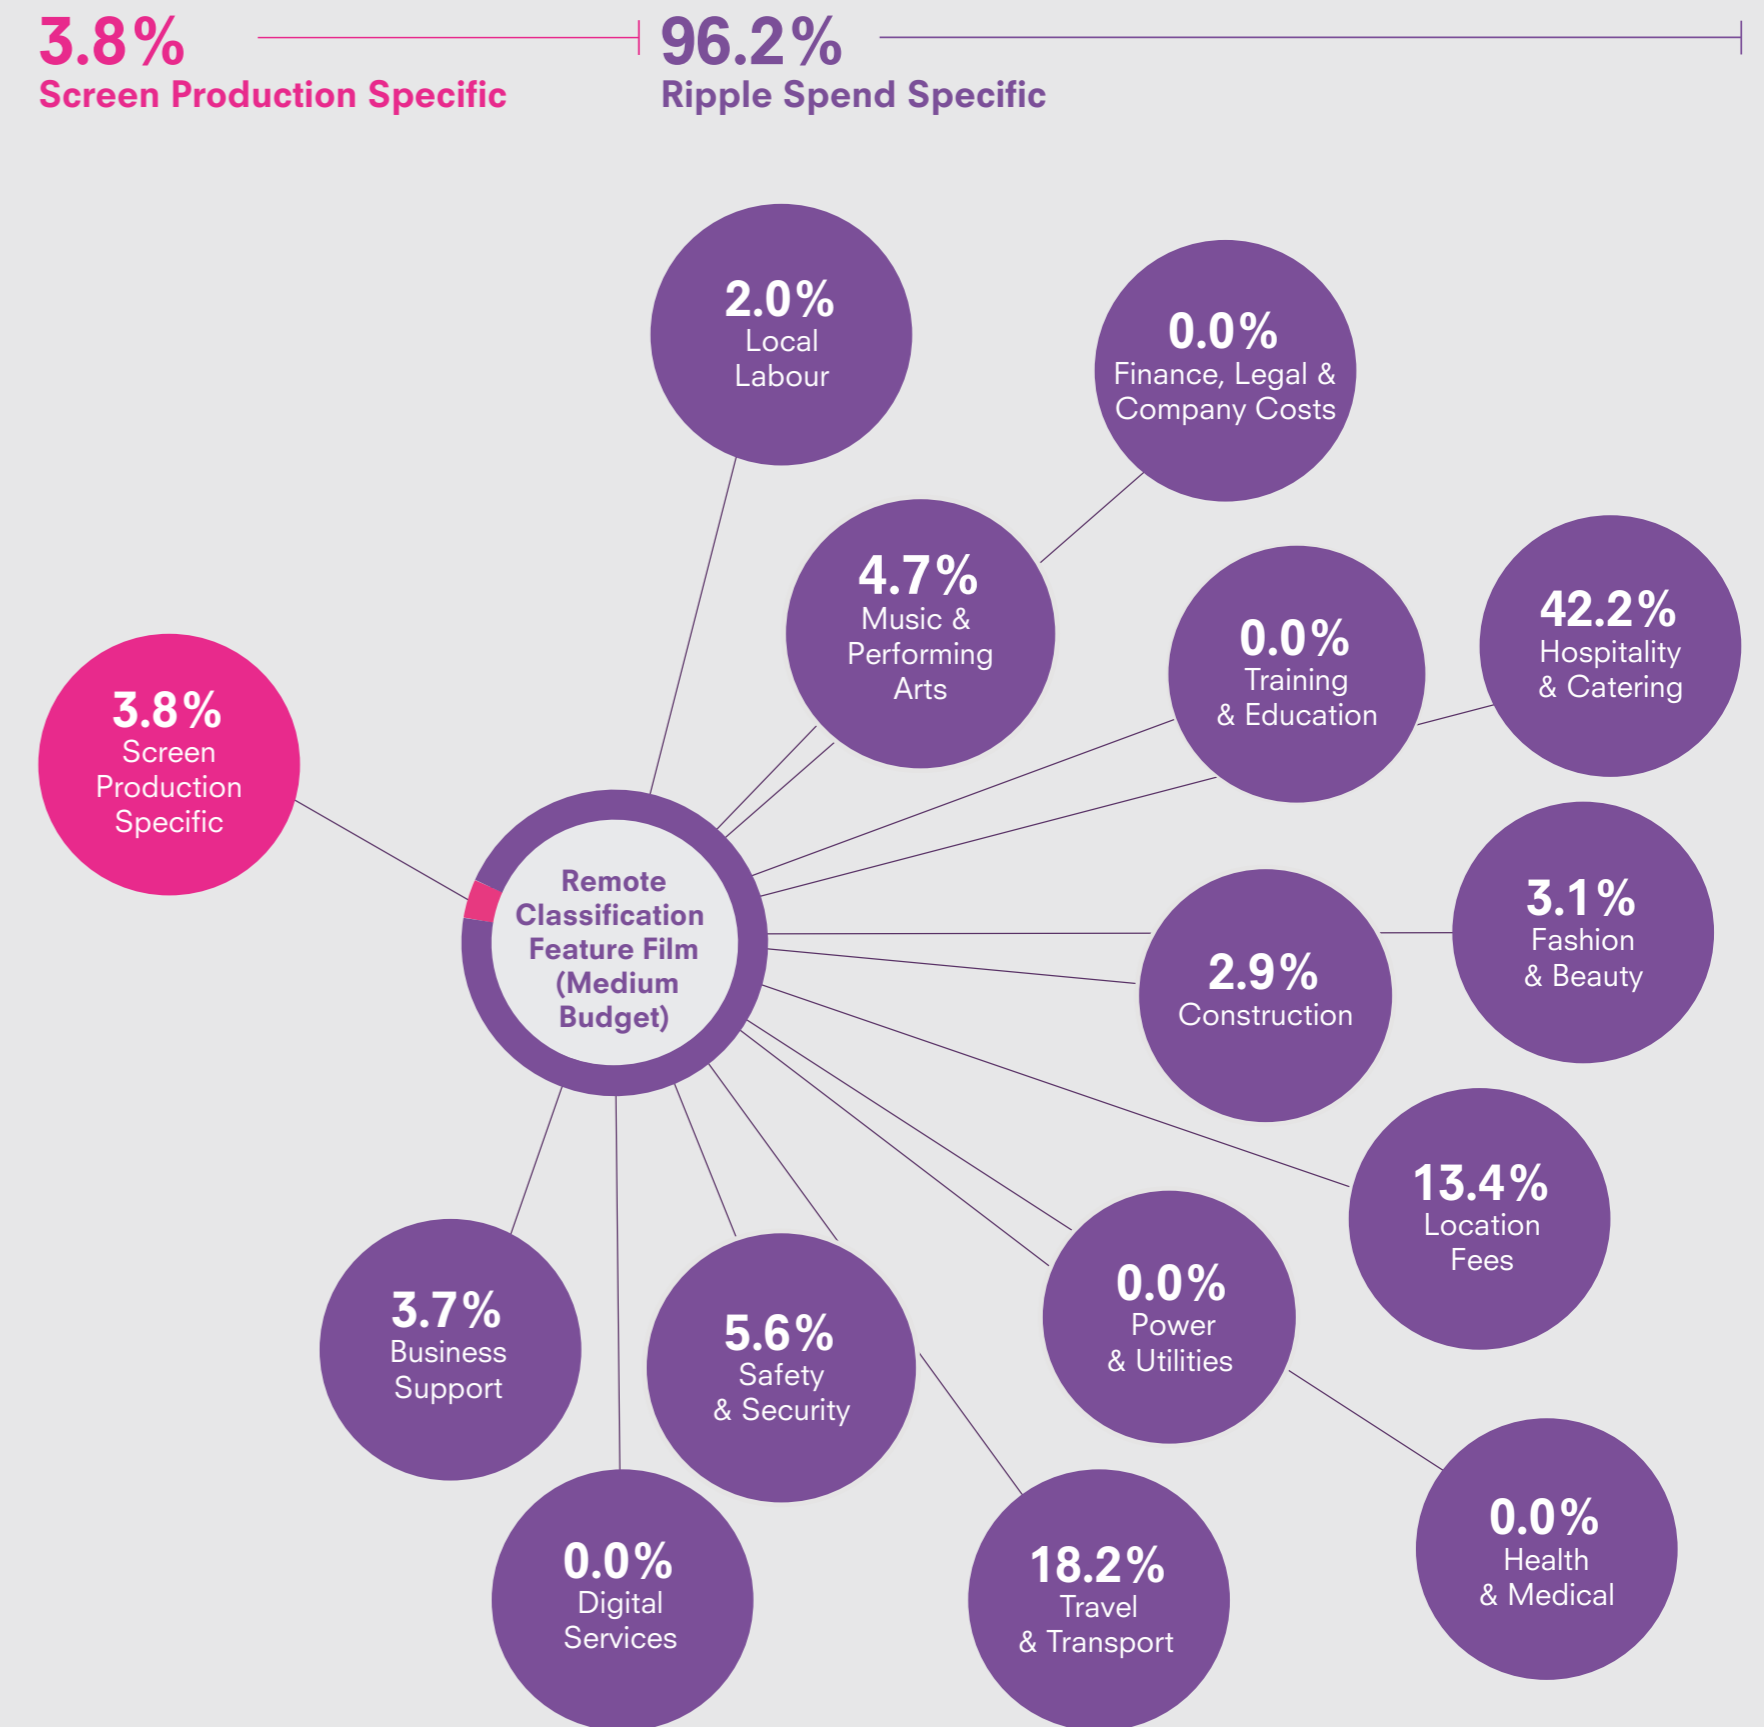 3.8%
Screen Production Specific
96.2%
Ripple Spend Specific
2.0%
Local
Labour
0.0%
Finance, Legal &
Company Costs
4.7%
Music &
Performing
Arts
0.0%
Training
& Education
42.2%
Hospitality
& Catering
3.8%
Screen
Production
Specific
Remote
Classification
Feature Film
(Medium
Budget)
2.9%
Construction
3.1%
Fashion
& Beauty
13.4%
Location
Fees
3.7%
Business
Support
5.6%
Safety
& Security
0.0%
Power
& Utilities
0.0%
Digital
Services
18.2%
Travel
& Transport
0.0%
Health
& Medical